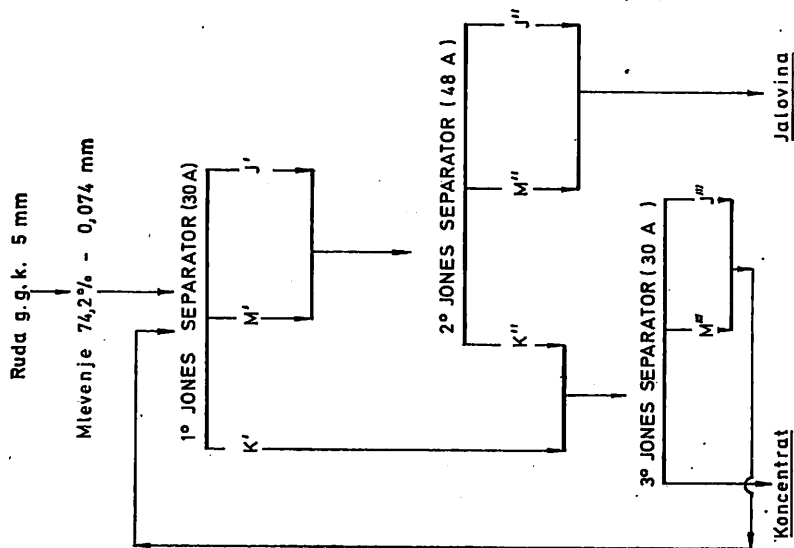 Ruda g.g.k. 5 mm
Mlevenje 74,2% - 0,074 mm
1° JONES SEPARATOR (30A)
K' M' J'
2° JONES SEPARATOR (48 A)
K'' M'' J''
3° JONES SEPARATOR (30 A)
M''' J'''
Koncentrat
Jalovina